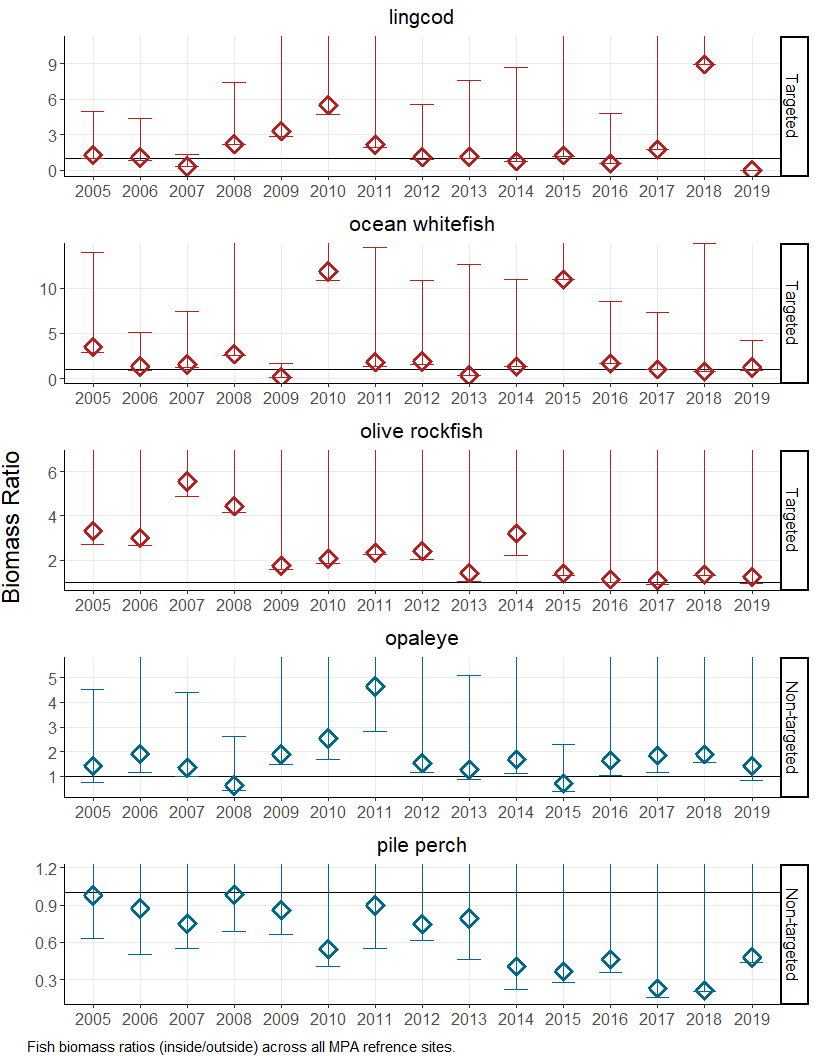 lingcod
9
6
3
0
Targeted
2005 2006 2007 2008 2009 2010 2011 2012 2013 2014 2015 2016 2017 2018 2019
ocean whitefish
10
5
0
Targeted
2005 2006 2007 2008 2009 2010 2011 2012 2013 2014 2015 2016 2017 2018 2019
Biomass Ratio
olive rockfish
6
4
2
Targeted
2005 2006 2007 2008 2009 2010 2011 2012 2013 2014 2015 2016 2017 2018 2019
opaleye
5
4
3
2
1
Non-targeted
2005 2006 2007 2008 2009 2010 2011 2012 2013 2014 2015 2016 2017 2018 2019
pile perch
1.2
0.9
0.6
0.3
Non-targeted
2005 2006 2007 2008 2009 2010 2011 2012 2013 2014 2015 2016 2017 2018 2019
Fish biomass ratios (inside/outside) across all MPA refrence sites.